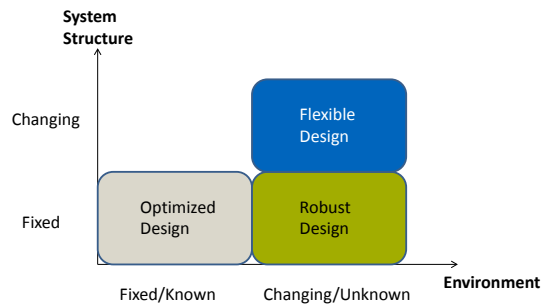 System
Structure
Changing
Flexible
Design
Fixed
Optimized
Design
Robust
Design
Environment
Fixed/Known
Changing/Unknown